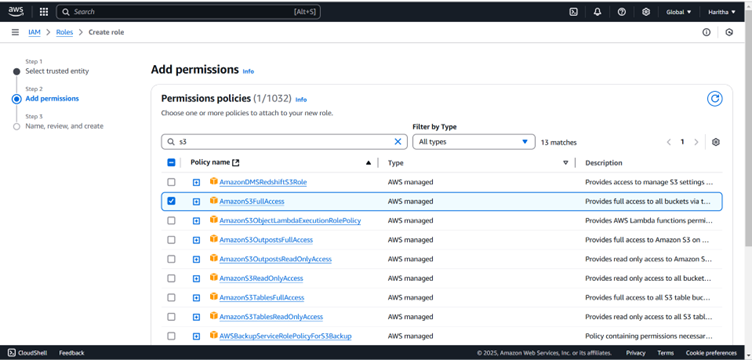 aws Search [Alt+S] Global Haritha
IAM > Roles > Create role
Step 1
Select trusted entity
Step 2
Add permissions
Step 3
Name, review, and create
Add permissions Info
Permissions policies (1/1032) Info
Choose one or more policies to attach to your new role.
Filter by Type
s3 All types 13 matches 1
Policy name Type Description
AmazonDMSRedshiftS3Role AWS managed Provides access to manage S3 settings ...
AmazonS3FullAccess AWS managed Provides full access to all buckets via t...
AmazonS3ObjectLambdaExecutionRolePolicy AWS managed Provides AWS Lambda functions permi...
AmazonS3OutpostsFullAccess AWS managed Provides full access to Amazon S3 on ...
AmazonS3OutpostsReadOnlyAccess AWS managed Provides read only access to Amazon S...
AmazonS3ReadOnlyAccess AWS managed Provides read only access to all bucket...
AmazonS3TablesFullAccess AWS managed Provides full access to all S3 table buc...
AmazonS3TablesReadOnlyAccess AWS managed Provides read only access to all S3 tabl...
AWSBackupServiceRolePolicyForS3Backup AWS managed Policy containing permissions necessar...
CloudShell Feedback © 2025, Amazon Web Services, Inc. or its affiliates. Privacy Terms Cookie preferences